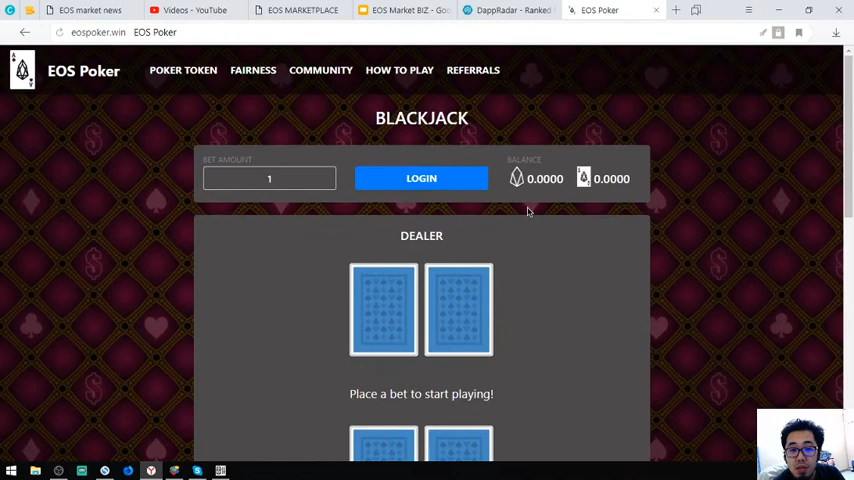 EOS market news
Videos - YouTube
EOS MARKETPLACE
EOS Market BIZ - Goo
DappRadar - Ranked
EOS Poker
eospoker.win EOS Poker
EOS Poker
POKER TOKEN
FAIRNESS
COMMUNITY
HOW TO PLAY
REFERRALS
BLACKJACK
BET AMOUNT
BALANCE
1
LOGIN
0.0000
0.0000
DEALER
Place a bet to start playing!